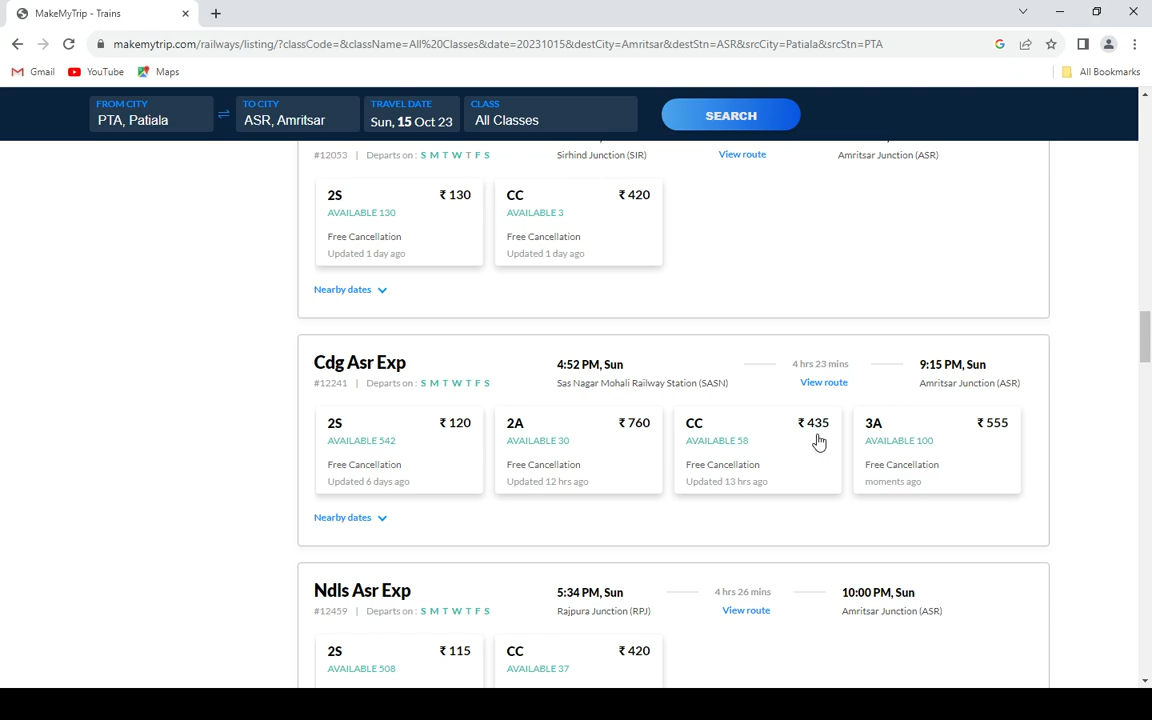 MakeMyTrip - Trains
makemytrip.com/railways/listing/?classCode=&className=All%20Classes&date=20231015&destCity=Amritsar&destStn=ASR&srcCity=Patiala&srcStn=PTA
Gmail YouTube Maps All Bookmarks
FROM CITY TO CITY TRAVEL DATE CLASS
PTA, Patiala ASR, Amritsar Sun, 15 Oct 23 All Classes SEARCH
#12053 | Departs on : S M T W T F S Sirhind Junction (SIR) View route Amritsar Junction (ASR)
2S ₹ 130 CC ₹ 420
AVAILABLE 130 AVAILABLE 3
Free Cancellation Free Cancellation
Updated 1 day ago Updated 1 day ago
Nearby dates
Cdg Asr Exp 4:52 PM, Sun 4 hrs 23 mins 9:15 PM, Sun
#12241 | Departs on : S M T W T F S Sas Nagar Mohali Railway Station (SASN) View route Amritsar Junction (ASR)
2S ₹ 120 2A ₹ 760 CC ₹ 435 3A ₹ 555
AVAILABLE 542 AVAILABLE 30 AVAILABLE 58 AVAILABLE 100
Free Cancellation Free Cancellation Free Cancellation Free Cancellation
Updated 6 days ago Updated 12 hrs ago Updated 13 hrs ago moments ago
Nearby dates
Ndls Asr Exp 5:34 PM, Sun 4 hrs 26 mins 10:00 PM, Sun
#12459 | Departs on : S M T W T F S Rajpura Junction (RPJ) View route Amritsar Junction (ASR)
2S ₹ 115 CC ₹ 420
AVAILABLE 508 AVAILABLE 37